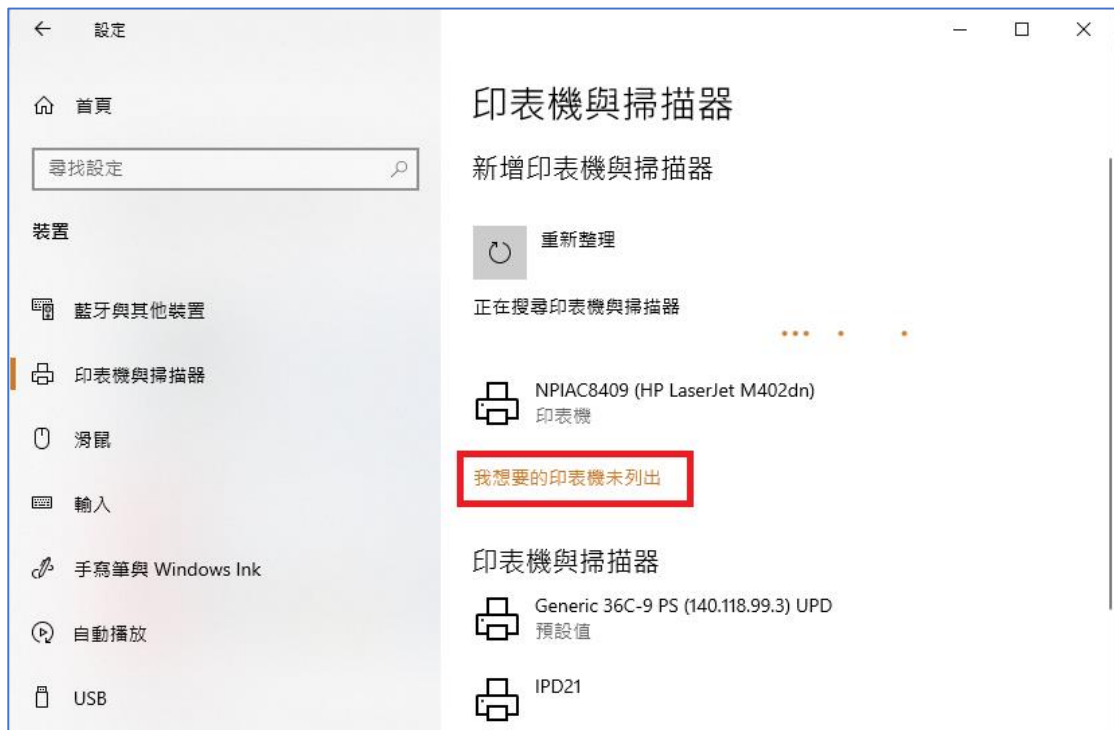 設定
首頁
尋找設定
裝置
藍牙與其他裝置
印表機與掃描器
滑鼠
輸入
手寫筆與 Windows Ink
自動播放
USB
印表機與掃描器
新增印表機與掃描器
重新整理
正在搜尋印表機與掃描器
NPIAC8409 (HP LaserJet M402dn)
印表機
我想要的印表機未列出
印表機與掃描器
Generic 36C-9 PS (140.118.99.3) UPD
預設值
IPD21